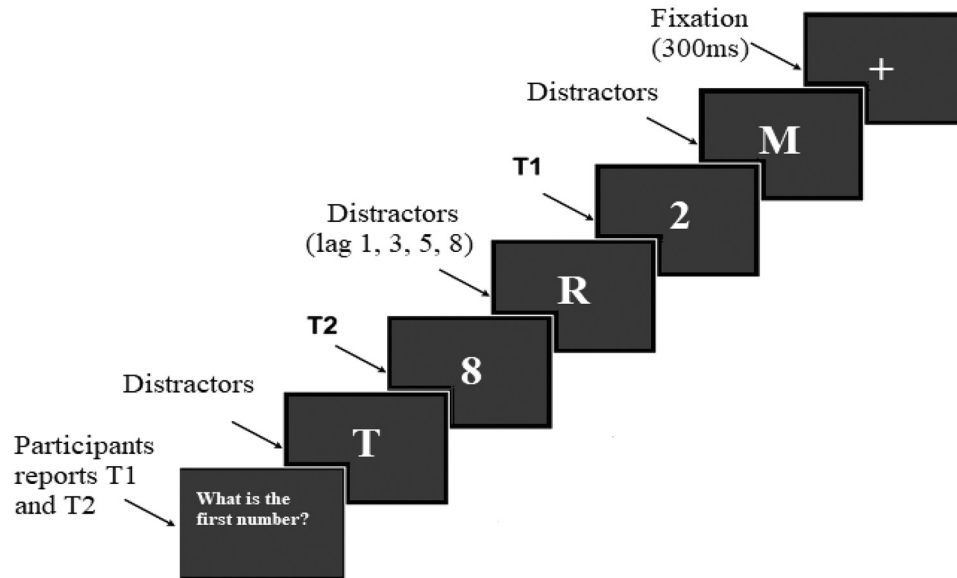 Fixation
(300ms)
+
Distractors
M
T1
2
Distractors
(lag 1, 3, 5, 8)
R
T2
8
Distractors
T
Participants
reports T1
and T2
What is the
first number?